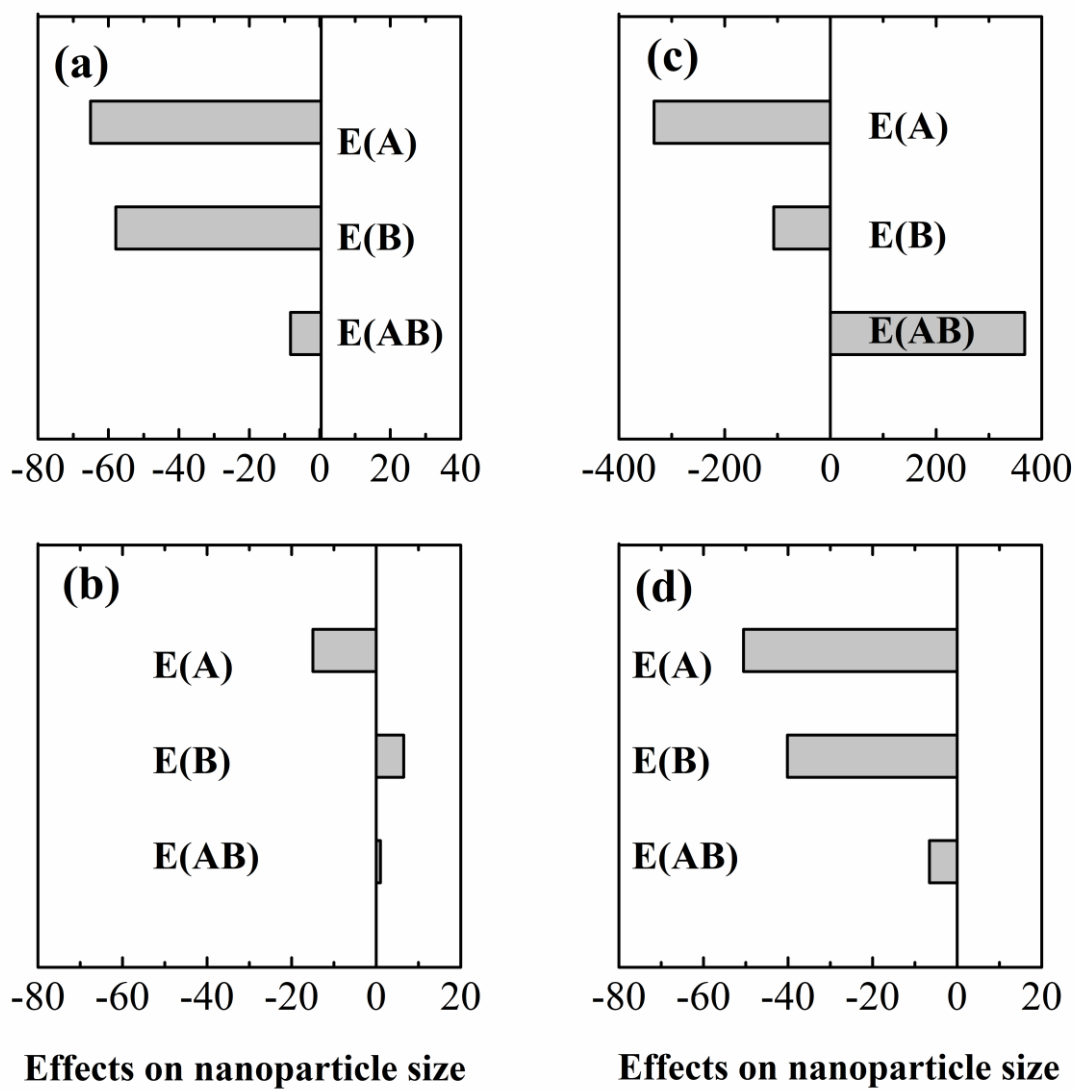 (a)
E(A)
E(B)
E(AB)
-80 -60 -40 -20 0 20 40
(c)
E(A)
E(B)
E(AB)
-400 -200 0 200 400
(b)
E(A)
E(B)
E(AB)
-80 -60 -40 -20 0 20
Effects on nanoparticle size
(d)
E(A)
E(B)
E(AB)
-80 -60 -40 -20 0 20
Effects on nanoparticle size